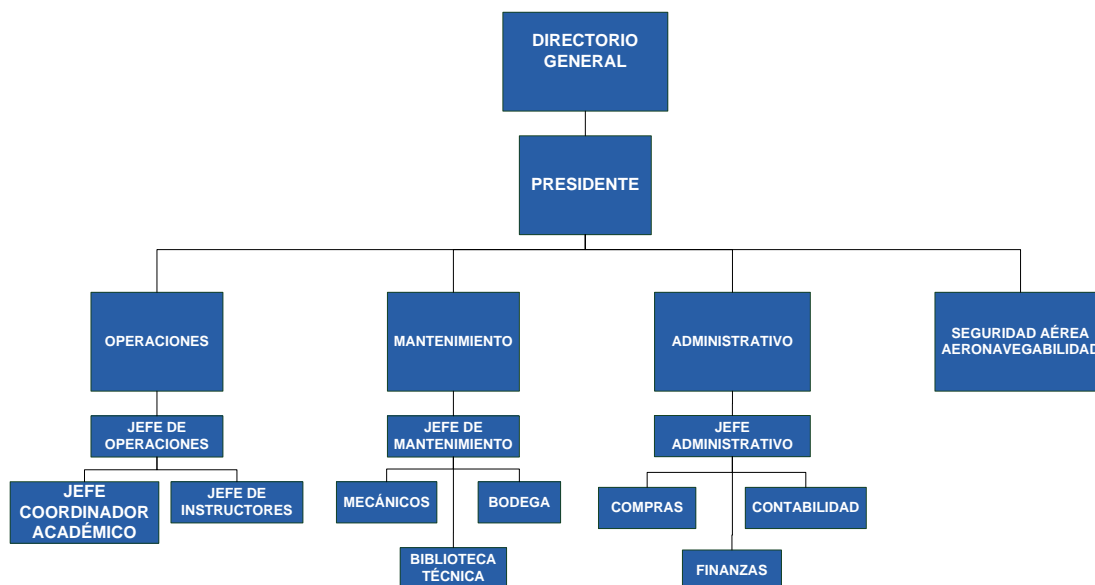 DIRECTORIO
GENERAL
PRESIDENTE
OPERACIONES
MANTENIMIENTO
ADMINISTRATIVO
SEGURIDAD AÉREA
AERONAVEGABILIDAD
JEFE DE
OPERACIONES
JEFE DE
MANTENIMIENTO
JEFE
ADMINISTRATIVO
JEFE
COORDINADOR
ACADÉMICO
JEFE DE
INSTRUCTORES
MECÁNICOS
BODEGA
COMPRAS
CONTABILIDAD
BIBLIOTECA
TÉCNICA
FINANZAS